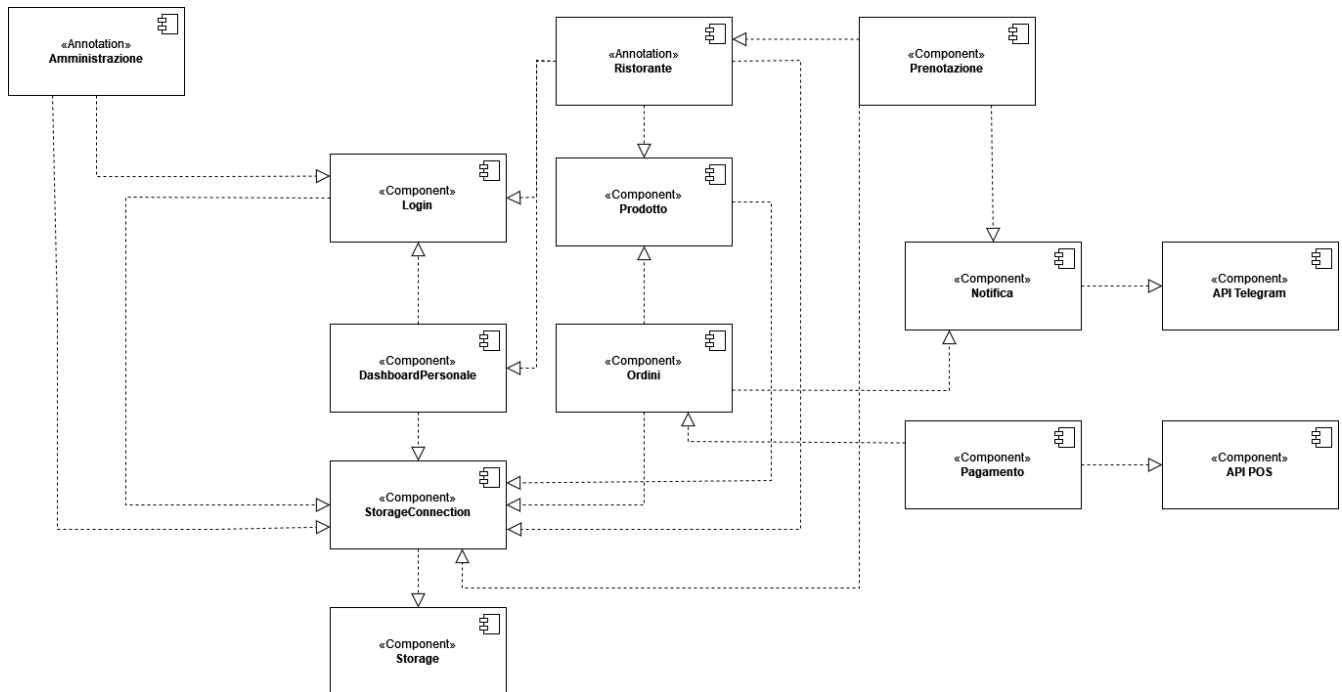 «Annotation»
Amministrazione
«Annotation»
Ristorante
«Component»
Prenotazione
«Component»
Login
«Component»
Prodotto
«Component»
Notifica
«Component»
API Telegram
«Component»
DashboardPersonale
«Component»
Ordini
«Component»
Pagamento
«Component»
API POS
«Component»
StorageConnection
«Component»
Storage